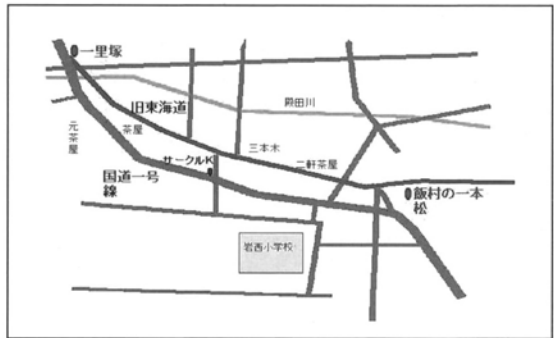 一里塚
旧東海道
殿田川
元茶屋
茶屋
三本木
サークルK
二軒茶屋
国道一号
線
飯村の一本
松
岩西小学校